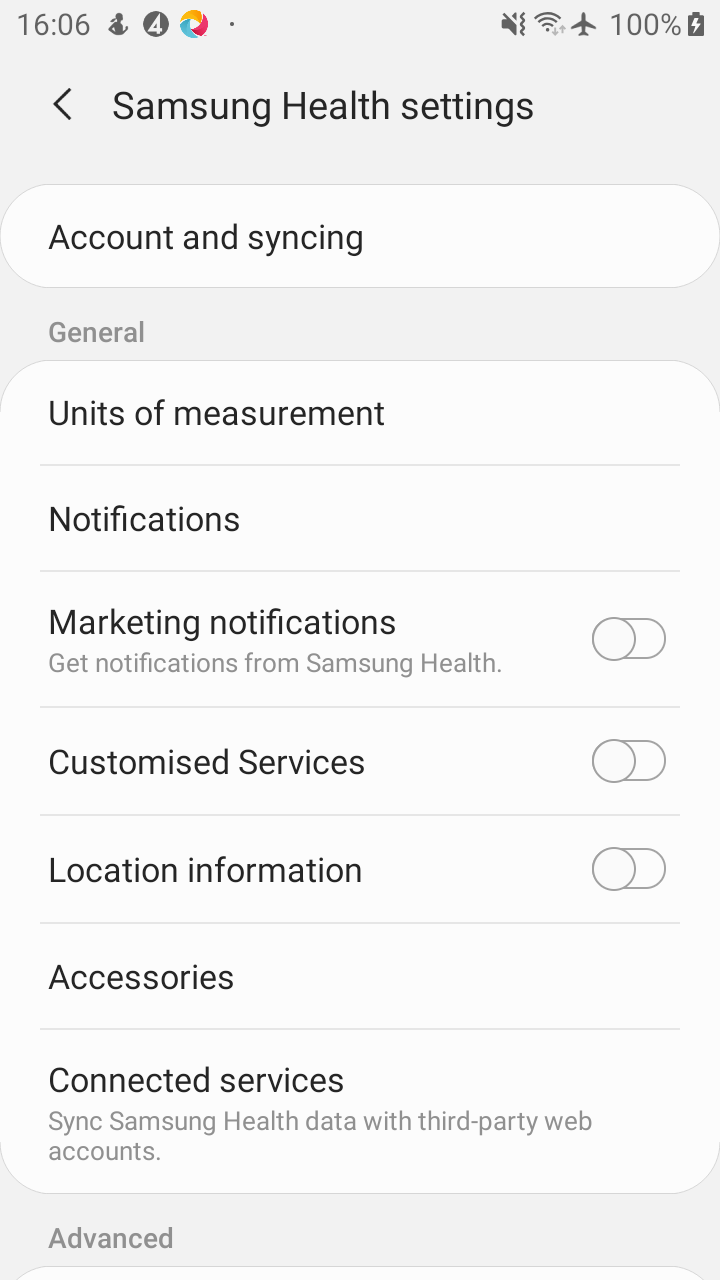 16:06
100%
Samsung Health settings
Account and syncing
General
Units of measurement
Notifications
Marketing notifications
Get notifications from Samsung Health.
Customised Services
Location information
Accessories
Connected services
Sync Samsung Health data with third-party web
accounts.
Advanced